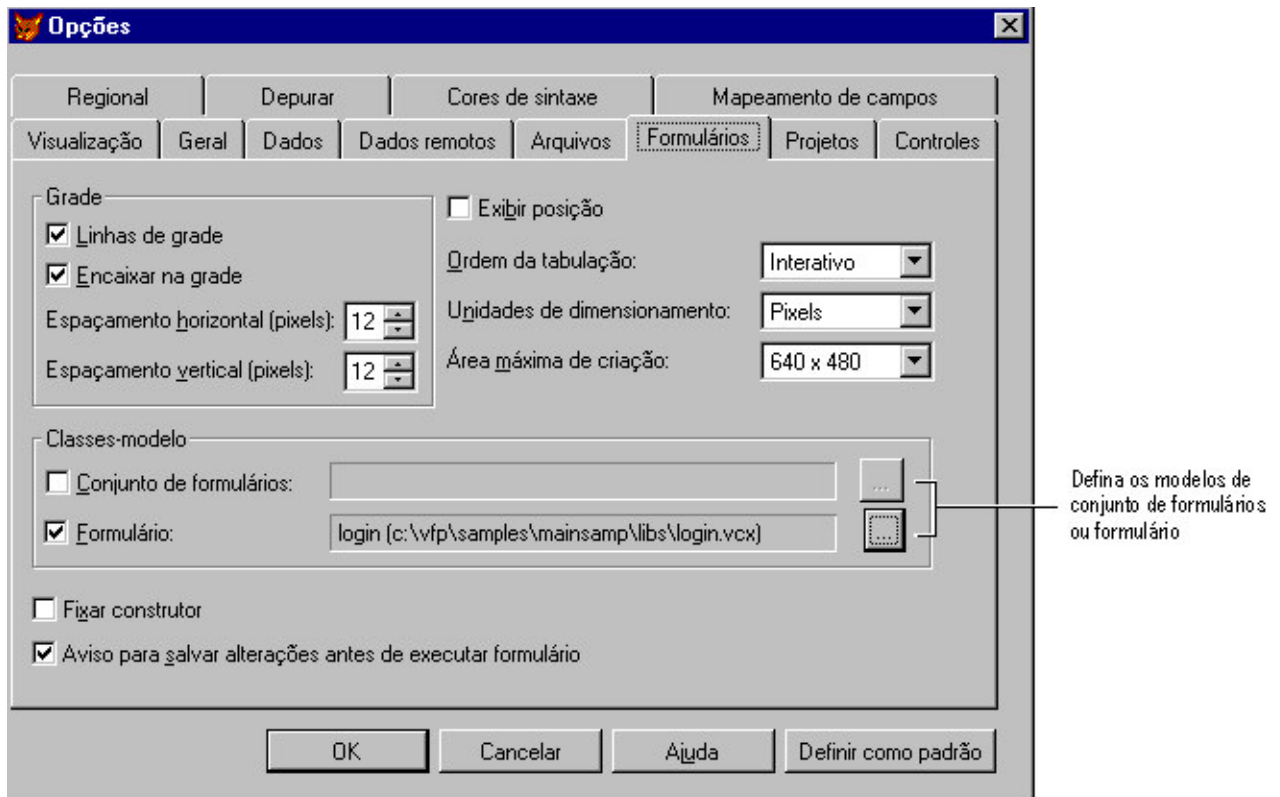 Opções
Regional
Depurar
Cores de sintaxe
Mapeamento de campos
Visualização
Geral
Dados
Dados remotos
Arquivos
Formulários
Projetos
Controles
Grade
Linhas de grade
Encaixar na grade
Espaçamento horizontal (pixels):
12
Espaçamento vertical (pixels):
12
Exibir posição
Ordem da tabulação:
Interativo
Unidades de dimensionamento:
Pixels
Área máxima de criação:
640 x 480
Classes-modelo
Conjunto de formulários:
...
Formulário:
login (c:\vfp\samples\mainsamp\libs\login.vcx)
...
Defina os modelos de
conjunto de formulários
ou formulário
Fixar construtor
Aviso para salvar alterações antes de executar formulário
OK
Cancelar
Ajuda
Definir como padrão